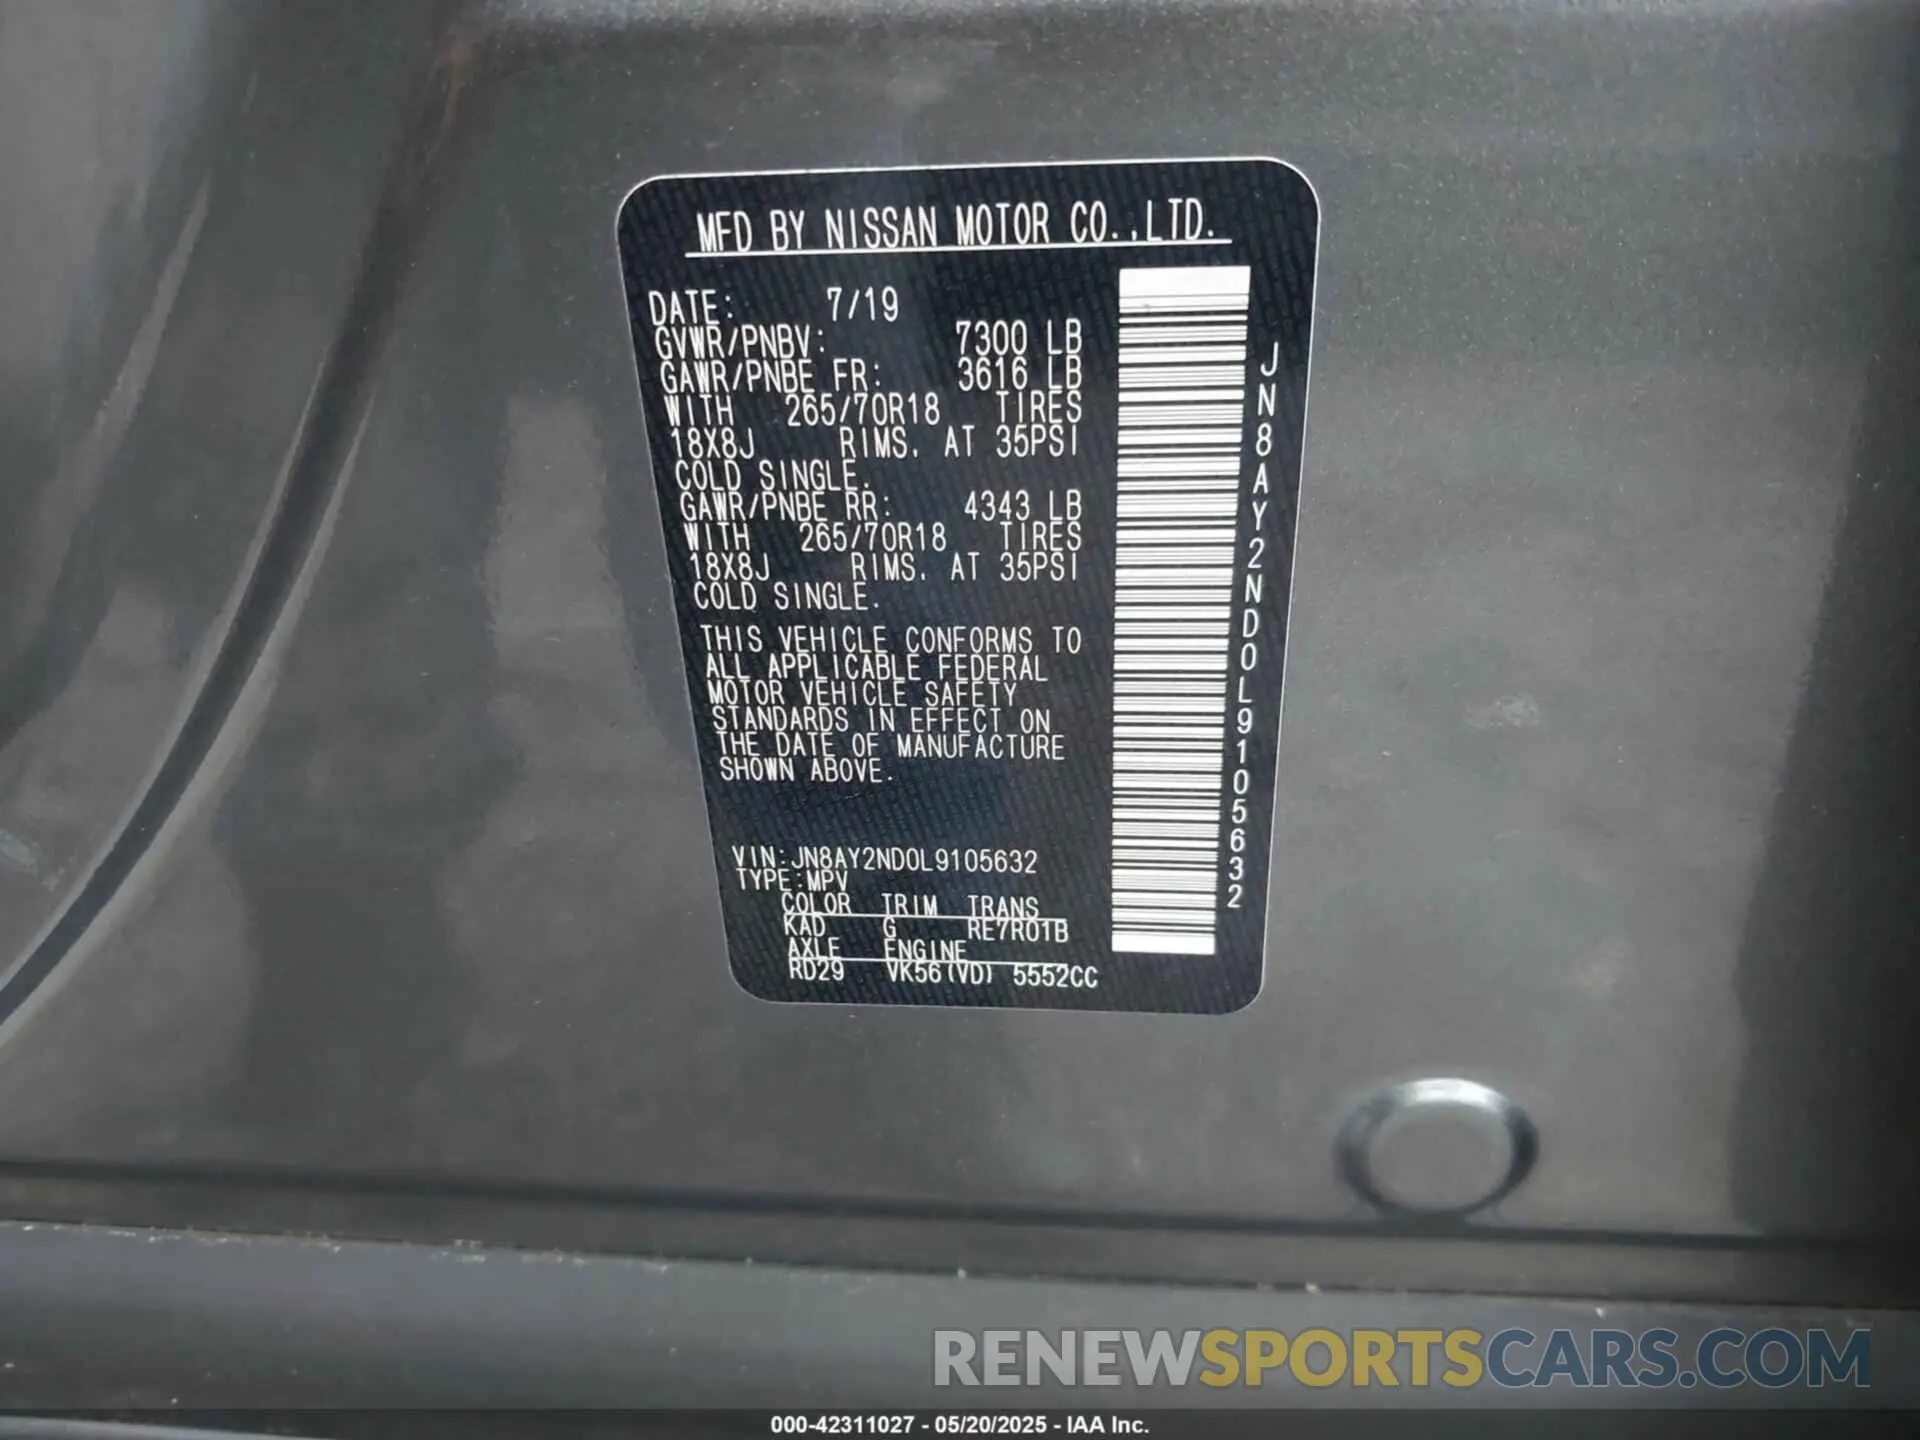 MFD BY NISSAN MOTOR CO.,LTD.
DATE: 7/19
GVWR/PNBV: 7300 LB
GAWR/PNBE FR: 3616 LB
WITH 265/70R18 TIRES
18X8J RIMS. AT 35PSI
COLD SINGLE.
GAWR/PNBE RR: 4343 LB
WITH 265/70R18 TIRES
18X8J RIMS. AT 35PSI
COLD SINGLE.
THIS VEHICLE CONFORMS TO
ALL APPLICABLE FEDERAL
MOTOR VEHICLE SAFETY
STANDARDS IN EFFECT ON
THE DATE OF MANUFACTURE
SHOWN ABOVE.
VIN:JN8AY2ND0L9105632
TYPE:MPV
COLOR TRIM TRANS
KAD G RE7R01B
AXLE ENGINE
RD29 VK56(VD) 5552CC
JN8AY2ND0L9105632
RENEWSPORTSCARS.COM
000-42311027 - 05/20/2025 - IAA Inc.